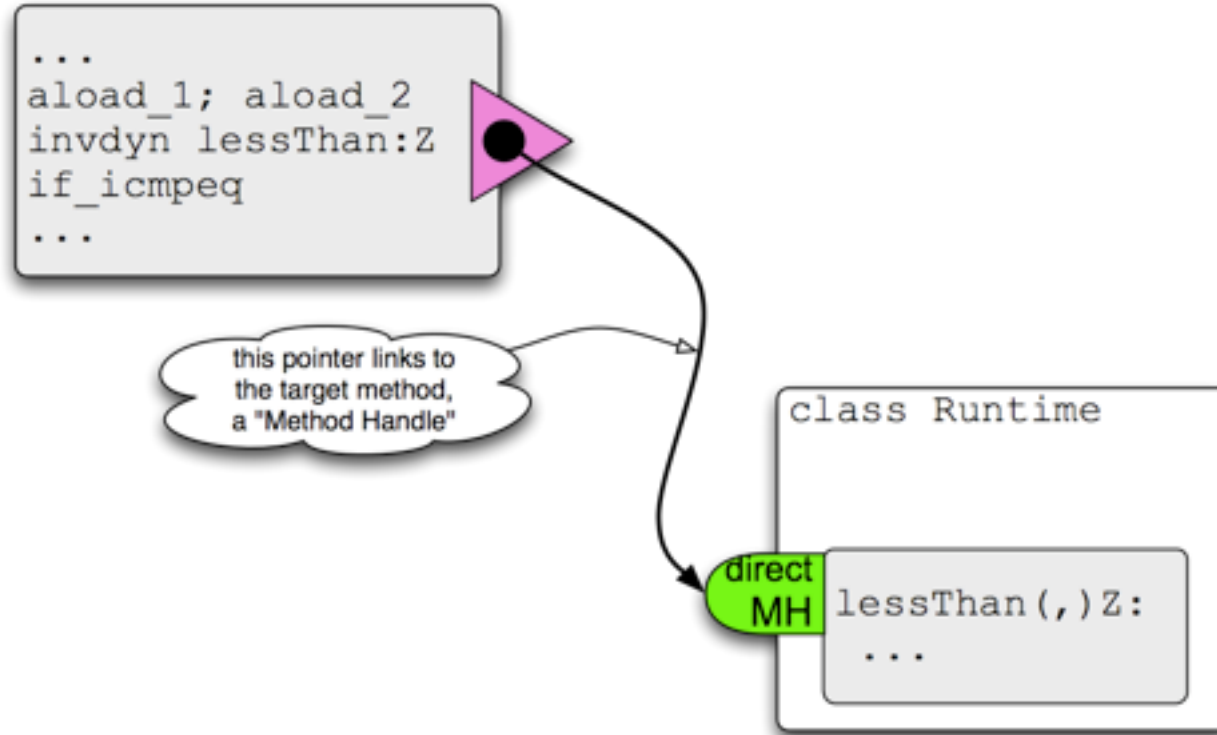 ...
aload_1; aload_2
invdyn lessThan:Z
if_icmpeq
...
this pointer links to
the target method,
a "Method Handle"
class Runtime
direct
MH
lessThan(,)Z:
...